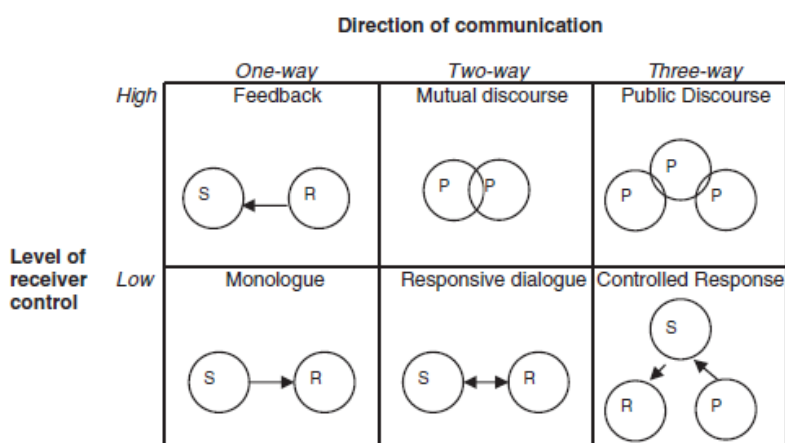 Direction of communication
One-way Two-way Three-way
High Feedback Mutual discourse Public Discourse
S R P P P P P
Level of receiver control
Low Monologue Responsive dialogue Controlled Response
S R S R S R P